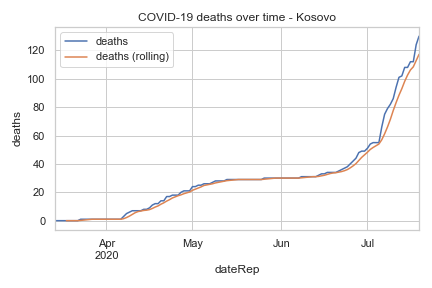 COVID-19 deaths over time - Kosovo
deaths
deaths (rolling)
120
100
80
60
40
20
0
deaths
Apr
2020
May
Jun
Jul
dateRep